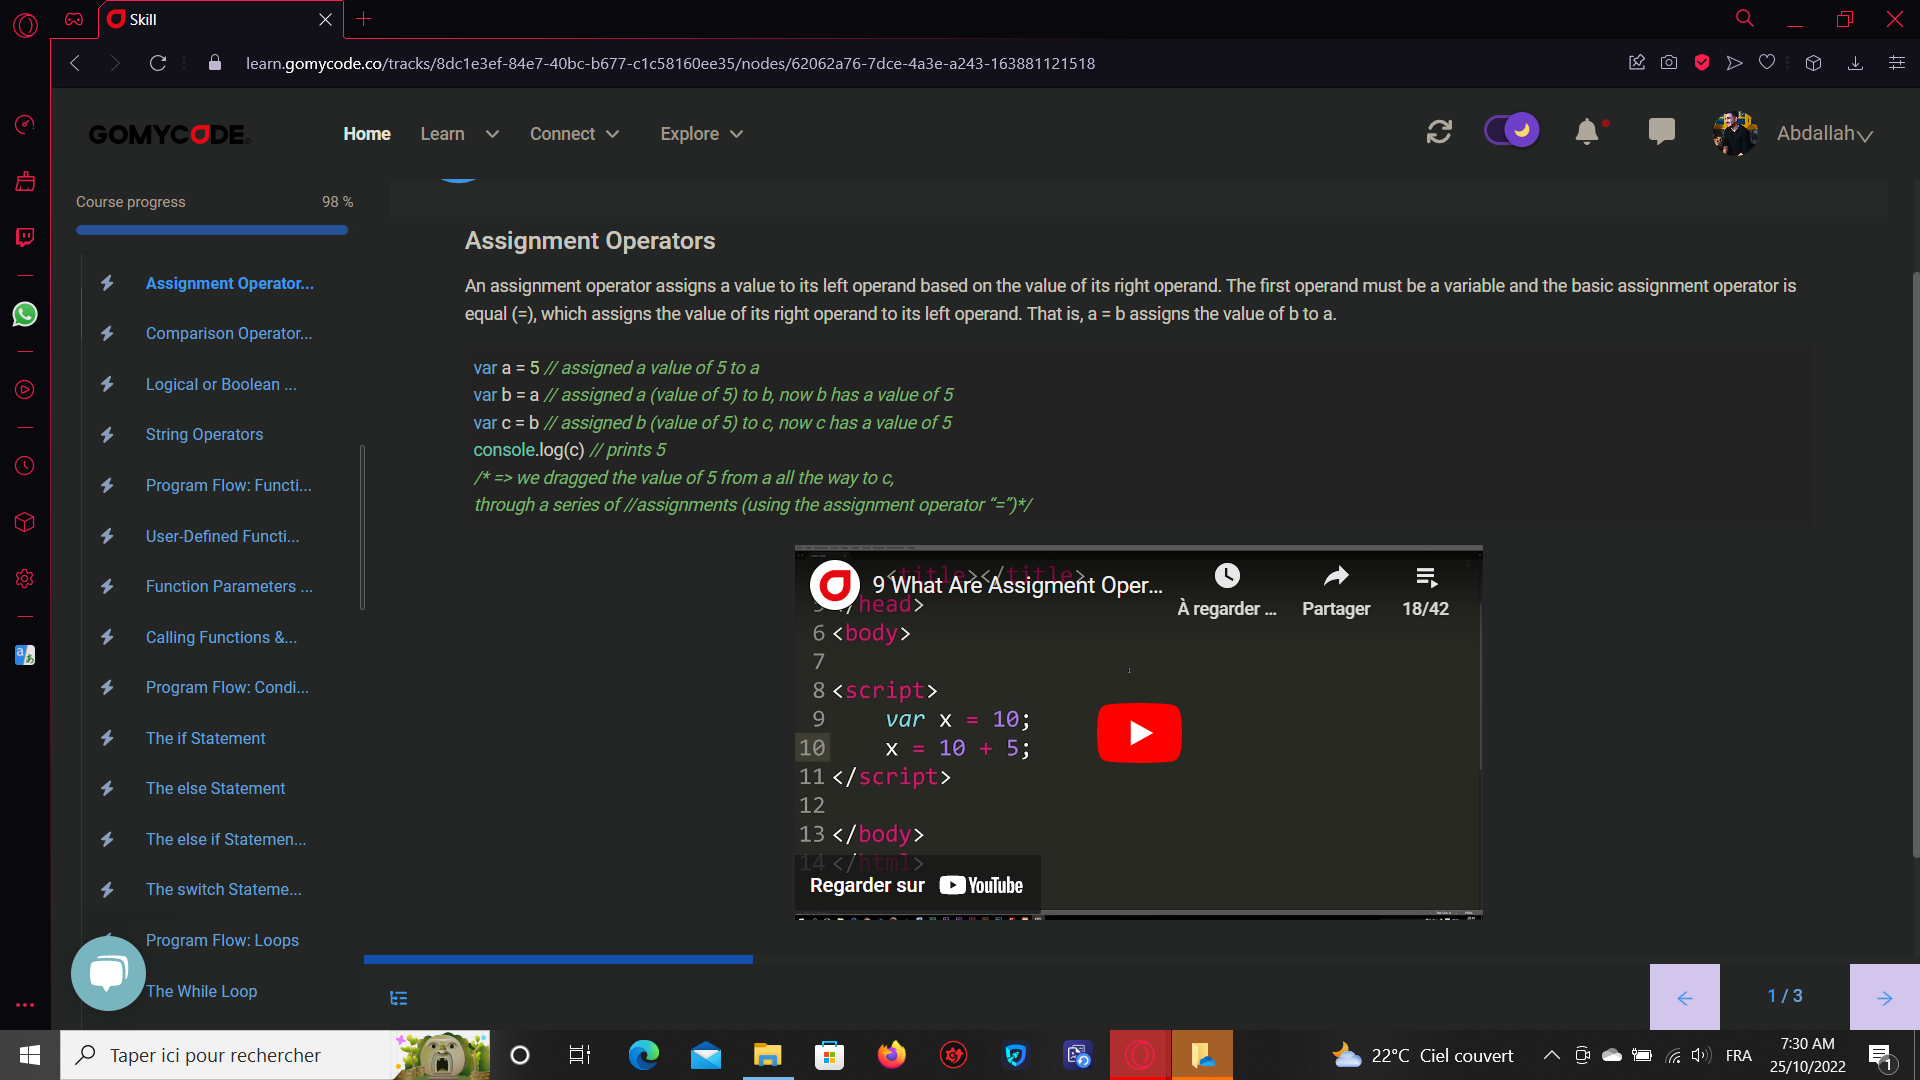 Skill
learn.gomycode.co/tracks/8dc1e3ef-84e7-40bc-b677-c1c58160ee35/nodes/62062a76-7dce-4a3e-a243-163881121518
GOMYCODE
Home
Learn
Connect
Explore
Abdallah
Course progress
98 %
Assignment Operator...
Comparison Operator...
Logical or Boolean ...
String Operators
Program Flow: Functi...
User-Defined Functi...
Function Parameters ...
Calling Functions &...
Program Flow: Condi...
The if Statement
The else Statement
The else if Statemen...
The switch Stateme...
Program Flow: Loops
The While Loop
Assignment Operators
An assignment operator assigns a value to its left operand based on the value of its right operand. The first operand must be a variable and the basic assignment operator is
equal (=), which assigns the value of its right operand to its left operand. That is, a = b assigns the value of b to a.
var a = 5 // assigned a value of 5 to a
var b = a // assigned a (value of 5) to b, now b has a value of 5
var c = b // assigned b (value of 5) to c, now c has a value of 5
console.log(c) // prints 5
/* => we dragged the value of 5 from a all the way to c,
through a series of //assignments (using the assignment operator “=”)*/
<title></title>
9 What Are Assigment Oper...
À regarder ...
Partager
18/42
5 </head>
6 <body>
7
8 <script>
9 var x = 10;
10 x = 10 + 5;
11 </script>
12
13 </body>
14 </html>
Regarder sur YouTube
1 / 3
Taper ici pour rechercher
22°C Ciel couvert
FRA
7:30 AM
25/10/2022
1